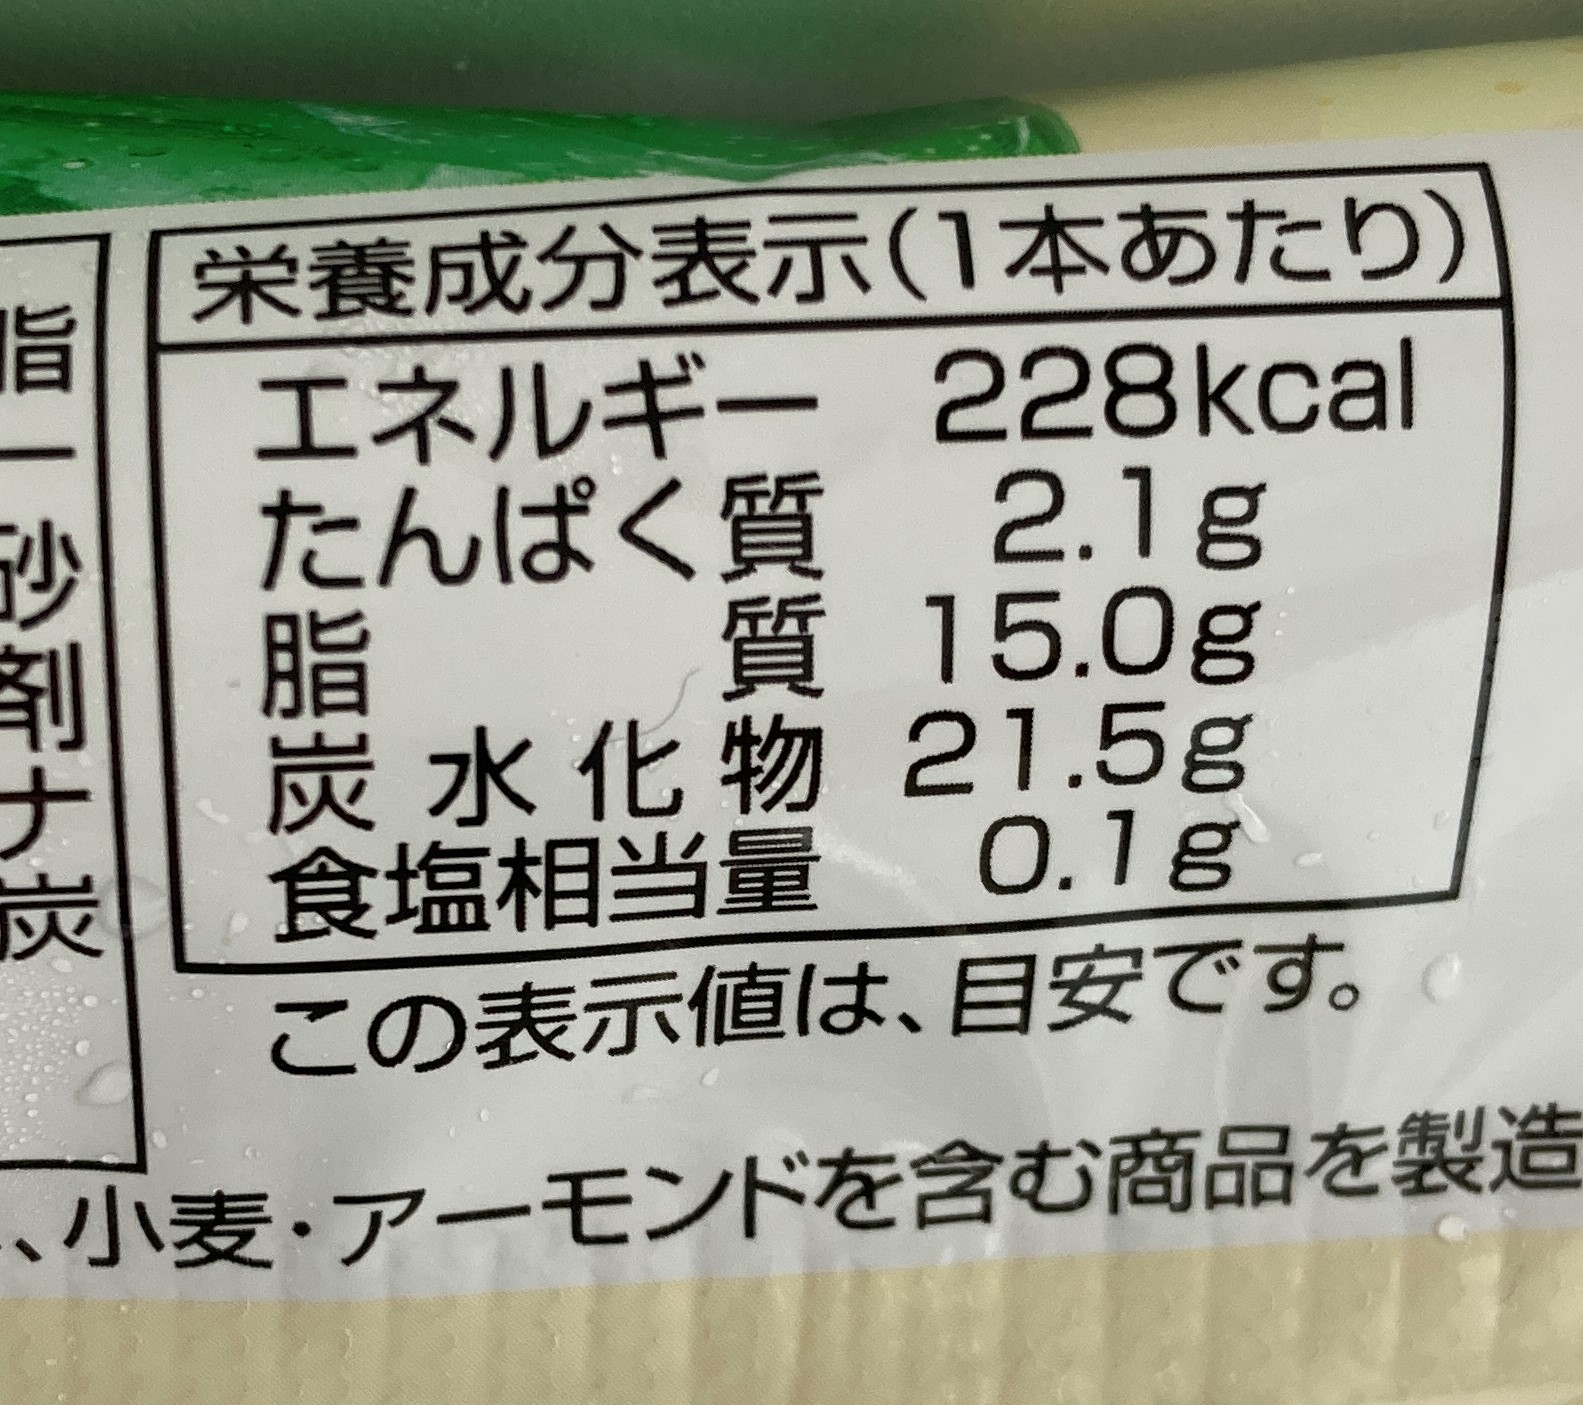 脂
ー
砂
剤
ナ
炭
栄養成分表示(1本あたり)
エネルギー 228kcal
たんぱく質 2.1g
脂質 15.0g
炭水化物 21.5g
食塩相当量 0.1g
この表示値は、目安です。
、小麦・アーモンドを含む商品を製造